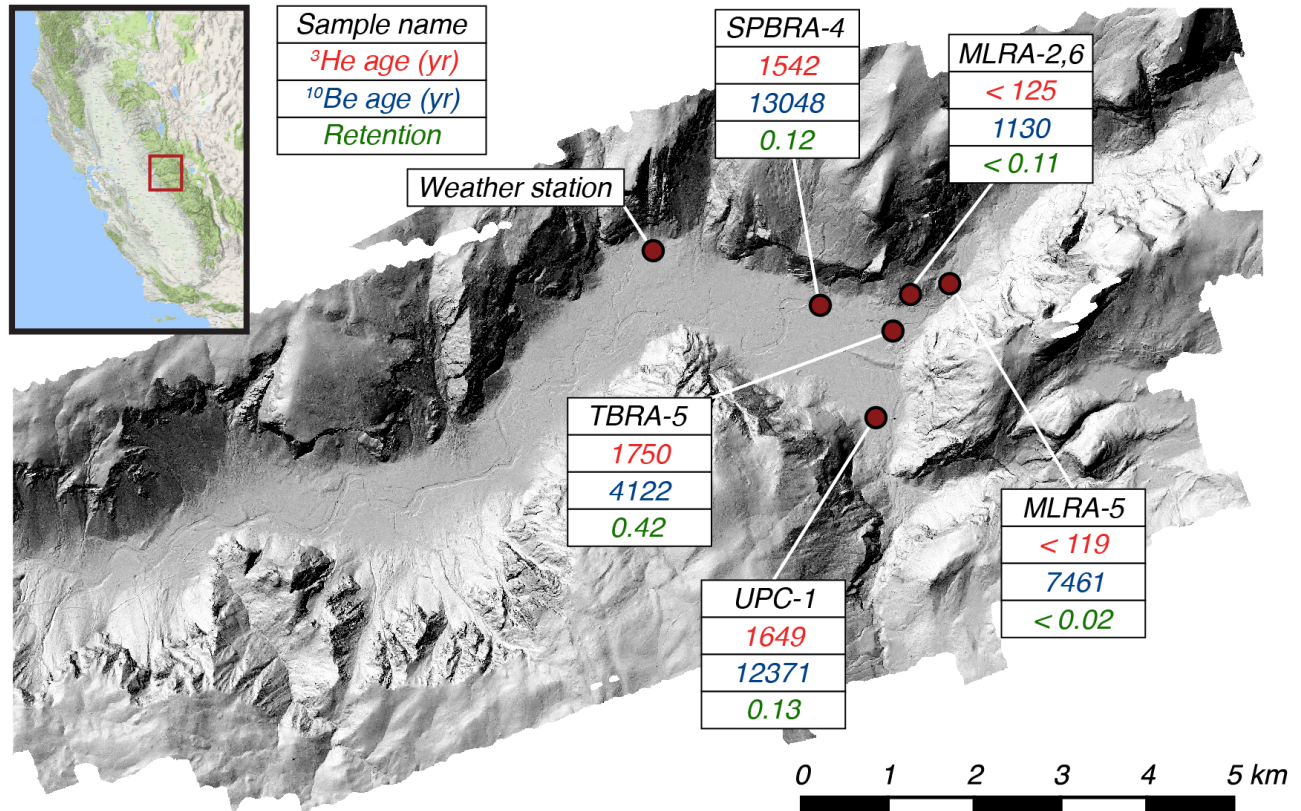 Sample name
³He age (yr)
¹⁰Be age (yr)
Retention
SPBRA-4
1542
13048
0.12
MLRA-2,6
< 125
1130
< 0.11
Weather station
TBRA-5
1750
4122
0.42
MLRA-5
< 119
7461
< 0.02
UPC-1
1649
12371
0.13
0 1 2 3 4 5 km